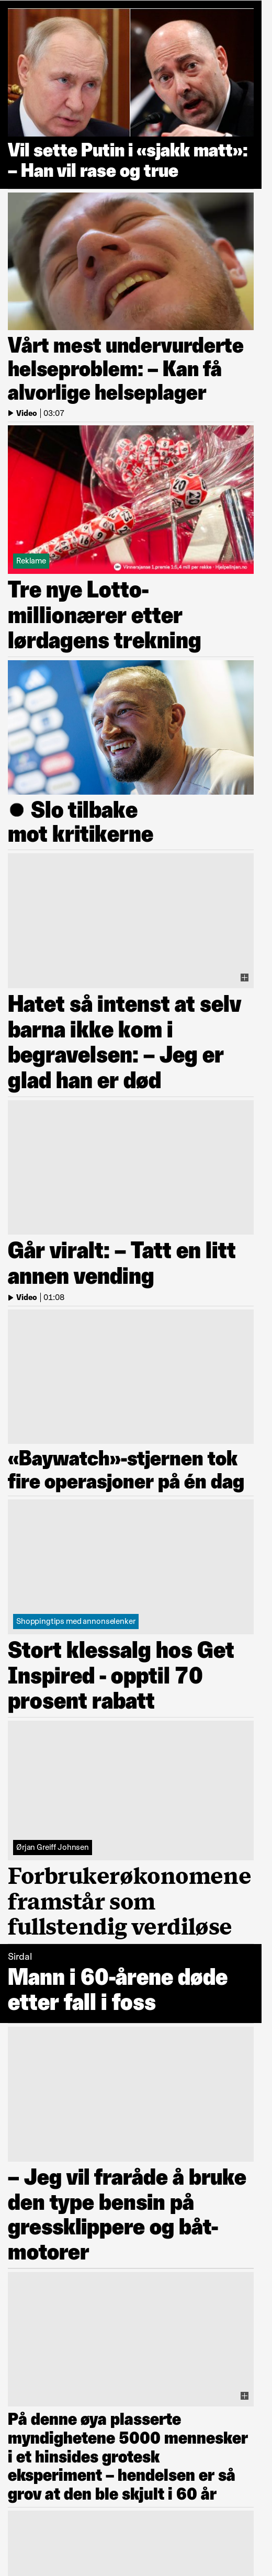 Vil sette Putin i «sjakk matt»:
– Han vil rase og true
Vårt mest undervurderte
helseproblem: – Kan få
alvorlige helseplager
Video | 03:07
Reklame
Vinnersjanse 1.premie 1:5,4 mill per rekke - Hjelpelinjen.no
Tre nye Lotto-
millionærer etter
lørdagens trekning
● Slo tilbake
mot kritikerne
Hatet så intenst at selv
barna ikke kom i
begravelsen: – Jeg er
glad han er død
Går viralt: – Tatt en litt
annen vending
Video | 01:08
«Baywatch»-stjernen tok
fire operasjoner på én dag
Shoppingtips med annonselenker
Stort klessalg hos Get
Inspired - opptil 70
prosent rabatt
Ørjan Greiff Johnsen
Forbrukerøkonomene
framstår som
fullstendig verdiløse
Sirdal
Mann i 60-årene døde
etter fall i foss
– Jeg vil fraråde å bruke
den type bensin på
gressklippere og båt-
motorer
På denne øya plasserte
myndighetene 5000 mennesker
i et hinsides grotesk
eksperiment – hendelsen er så
grov at den ble skjult i 60 år